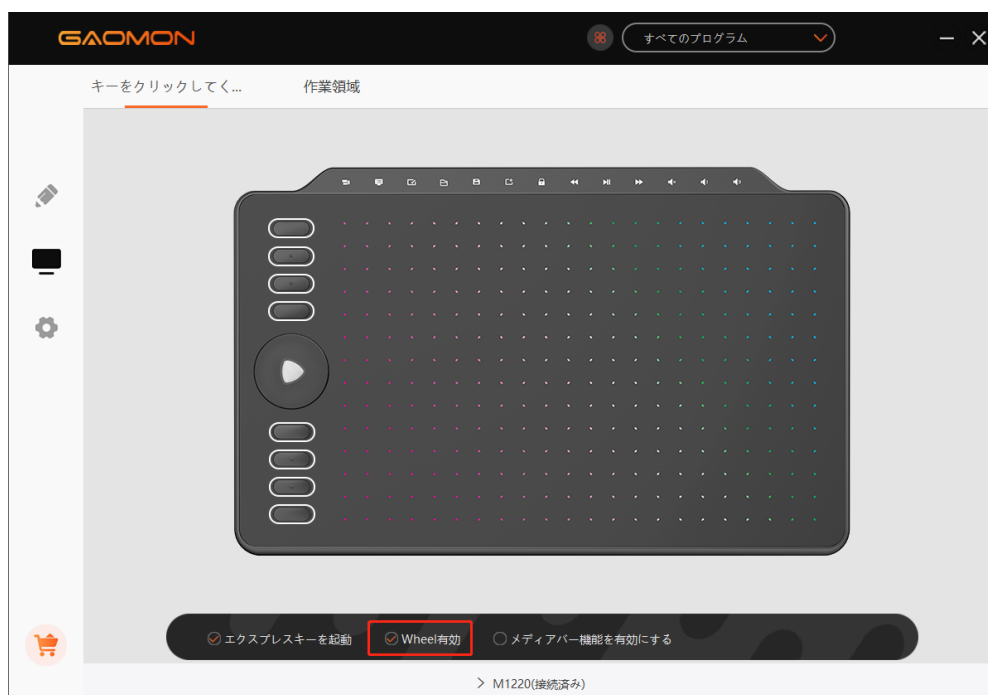 GAOMON
すべてのプログラム
キーをクリックしてく...
作業領域
エクスプレスキーを起動
Wheel有効
メディアバー機能を有効にする
M1220(接続済み)